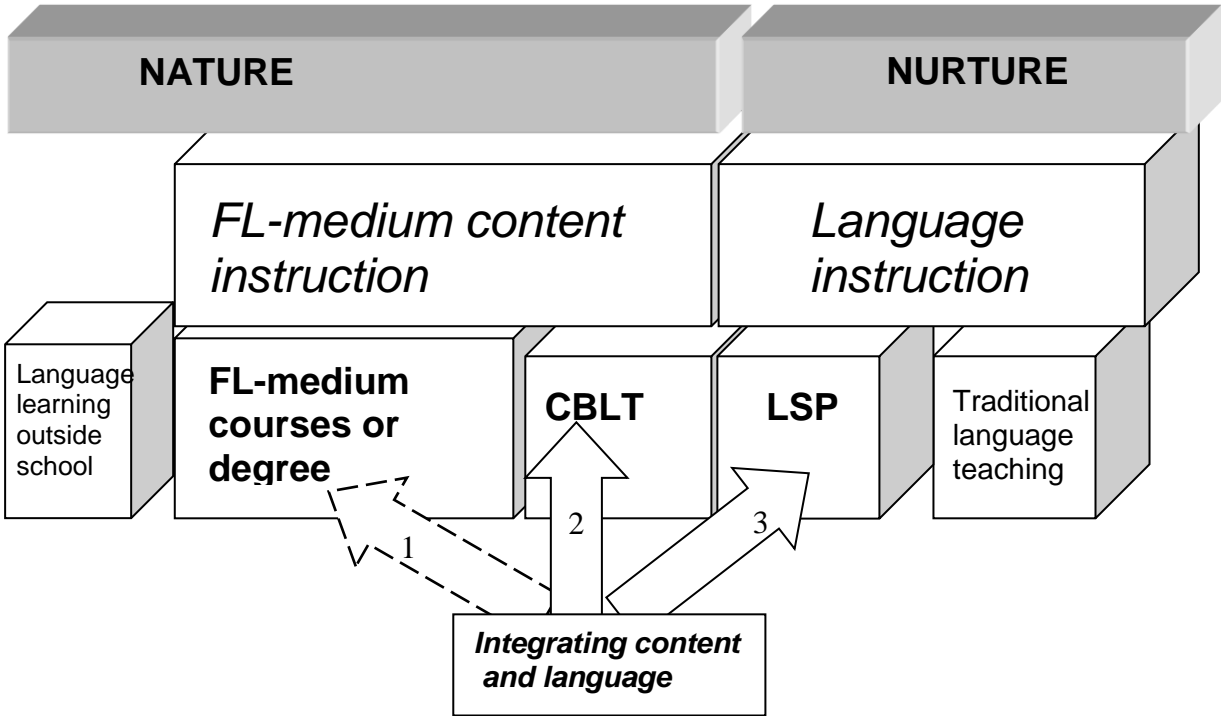 NATURE
NURTURE
FL-medium content
instruction
Language
instruction
Language
learning
outside
school
FL-medium
courses or
degree
CBLT
LSP
Traditional
language
teaching
1
2
3
Integrating content
and language